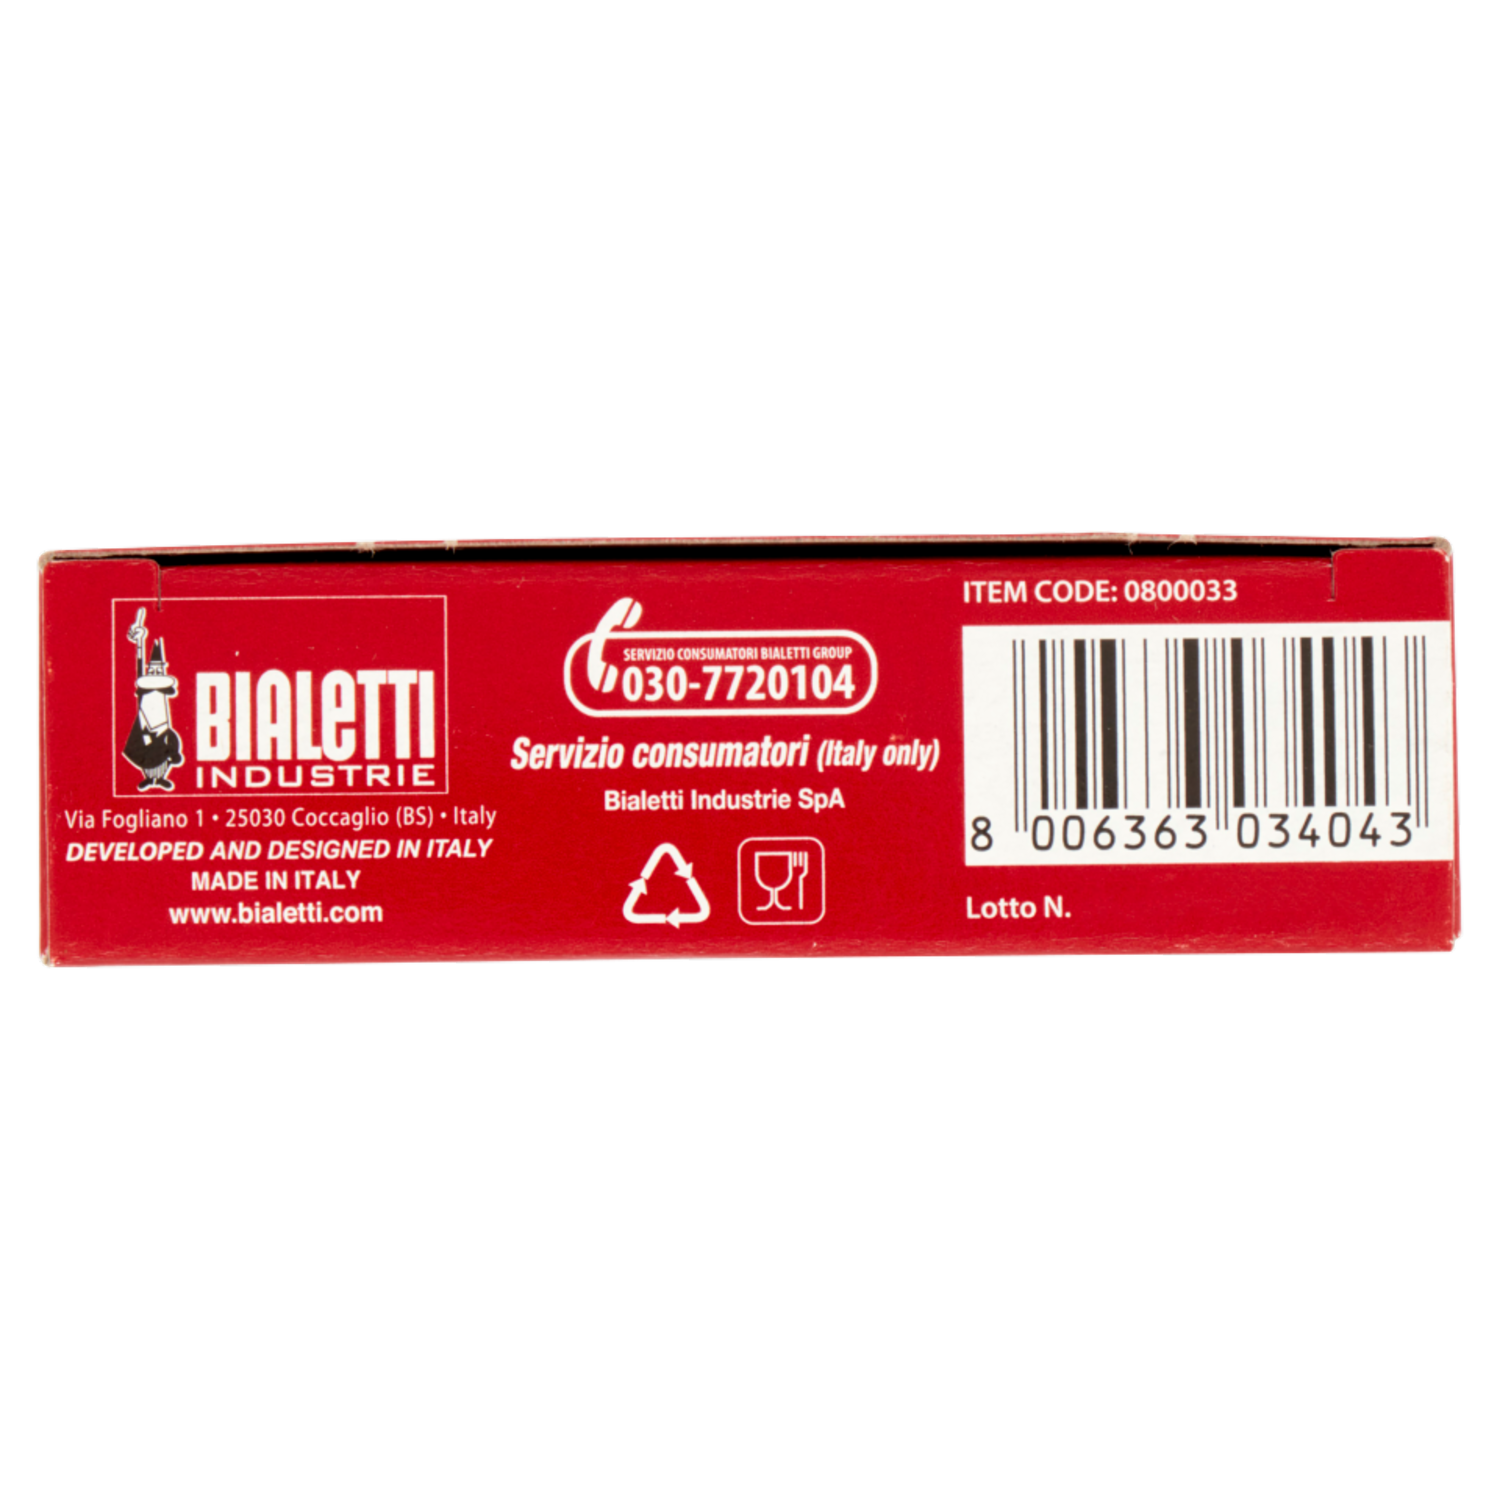 BIALETTI
INDUSTRIE
Via Fogliano 1 • 25030 Coccaglio (BS) • Italy
DEVELOPED AND DESIGNED IN ITALY
MADE IN ITALY
www.bialetti.com
SERVIZIO CONSUMATORI BIALETTI GROUP
030-7720104
Servizio consumatori (Italy only)
Bialetti Industrie SpA
ITEM CODE: 0800033
8 006363 034043
Lotto N.